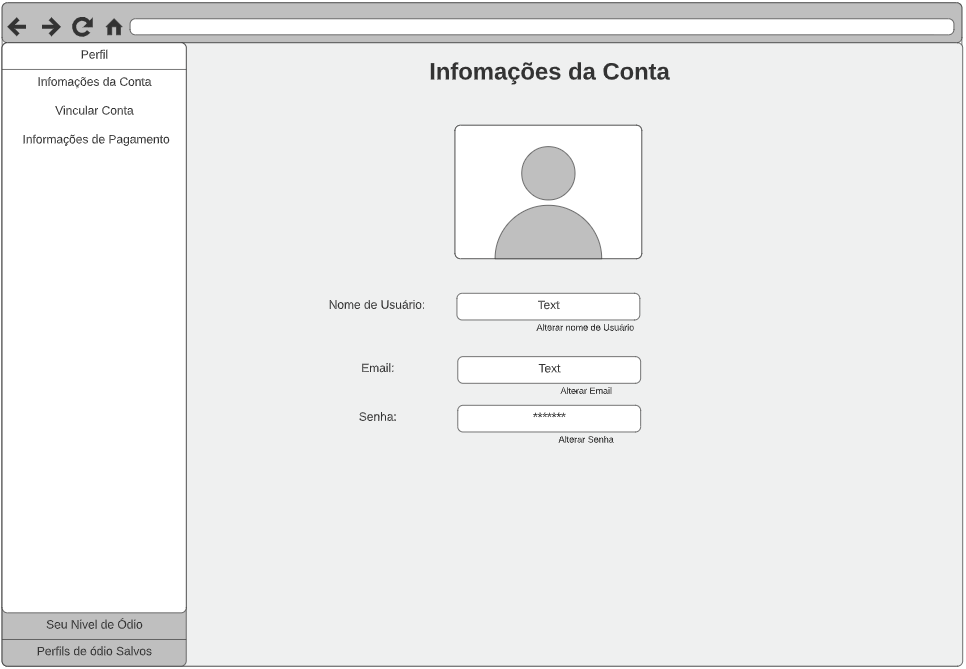 Perfil
Infomações da Conta
Vincular Conta
Informações de Pagamento
Seu Nivel de Ódio
Perfils de ódio Salvos
Infomações da Conta
Nome de Usuário:
Text
Alterar nome de Usuário
Email:
Text
Alterar Email
Senha:
*******
Alterar Senha